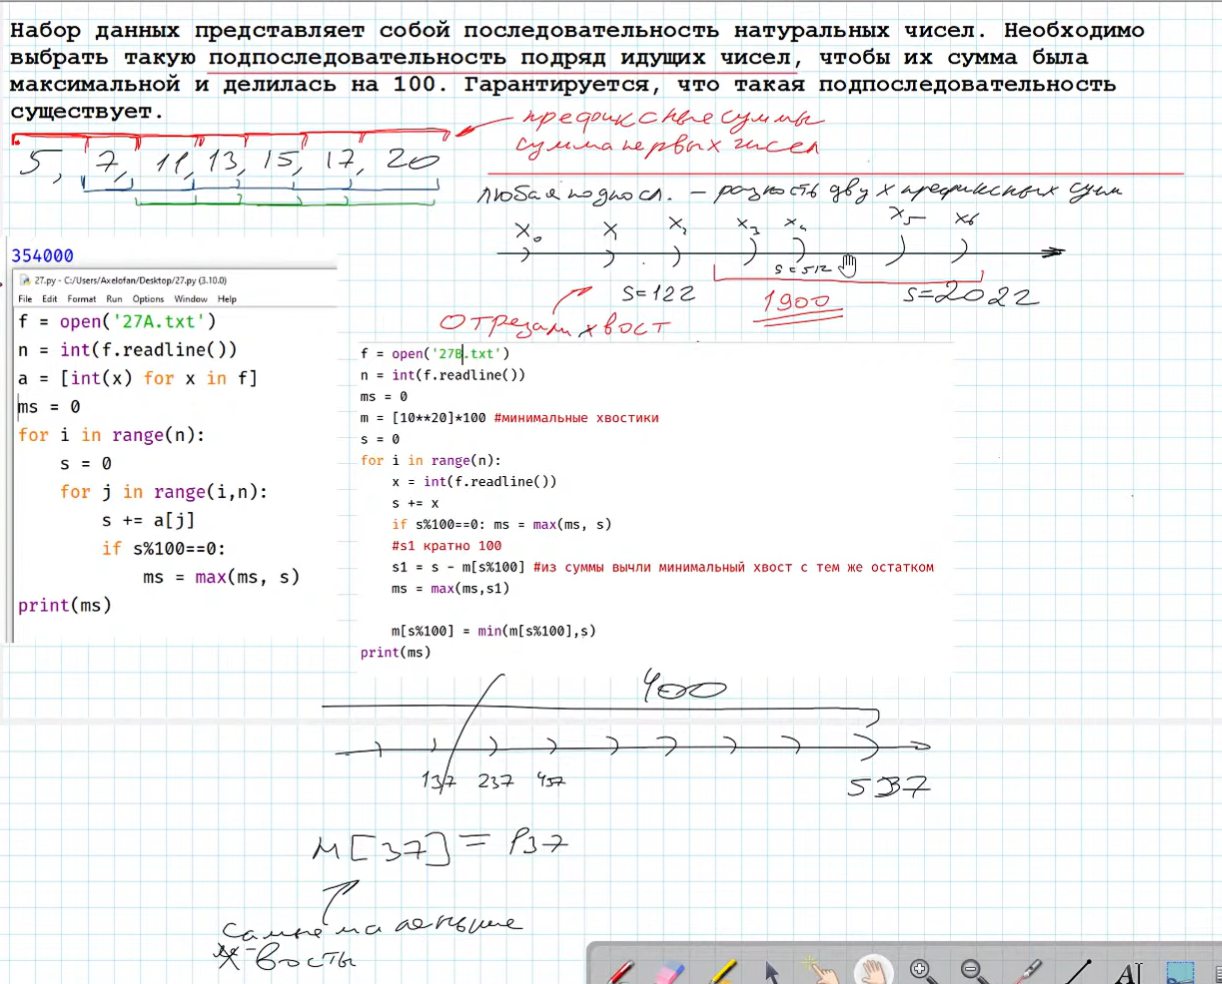 Набор данных представляет собой последовательность натуральных чисел. Необходимо
выбрать такую подпоследовательность подряд идущих чисел, чтобы их сумма была
максимальной и делилась на 100. Гарантируется, что такая подпоследовательность
существует.
префиксные суммы
сумма первых чисел
5, 7, 11, 13, 15, 17, 20
любая подпосл. – разность двух префиксных сумм
x₀ x x₂ x₃ x₄ x₅ x₆
s=512
s=122
1900
s=2022
Отрезали хвост
354000
27.py - C:/Users/Axelofan/Desktop/27.py (3.10.0)
File Edit Format Run Options Window Help
f = open('27A.txt')
n = int(f.readline())
a = [int(x) for x in f]
ms = 0
for i in range(n):
    s = 0
    for j in range(i,n):
        s += a[j]
        if s%100==0:
            ms = max(ms, s)
print(ms)
f = open('27B.txt')
n = int(f.readline())
ms = 0
m = [10**20]*100 #минимальные хвостики
s = 0
for i in range(n):
    x = int(f.readline())
    s += x
    if s%100==0: ms = max(ms, s)
    #s1 кратно 100
    s1 = s - m[s%100] #из суммы вычли минимальный хвост с тем же остатком
    ms = max(ms,s1)
    m[s%100] = min(m[s%100],s)
print(ms)
400
137 237 437
537
M[37] = 137
самые маленькие
хвосты